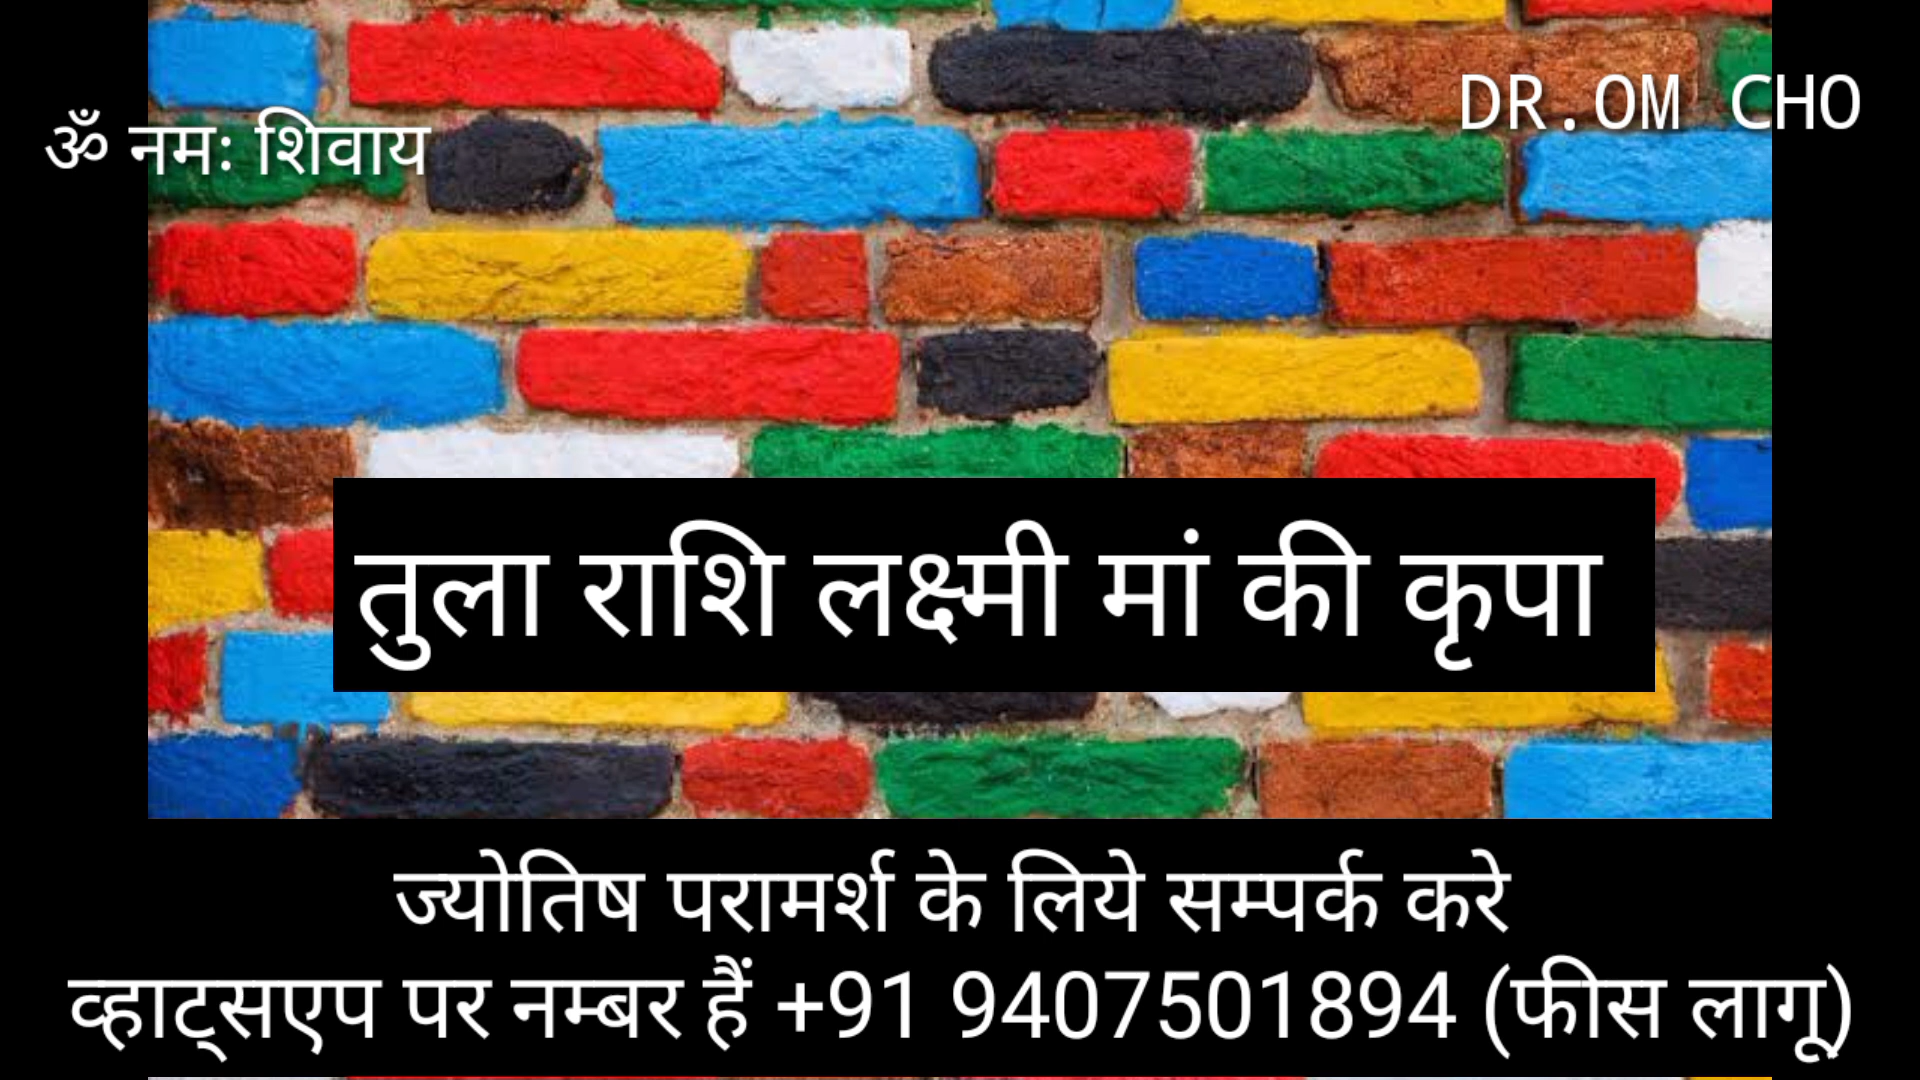 DR.OM CHO
ॐ नमः शिवाय
तुला राशि लक्ष्मी मां की कृपा
ज्योतिष परामर्श के लिये सम्पर्क करे
व्हाट्सएप पर नम्बर हैं +91 9407501894 (फीस लागू)